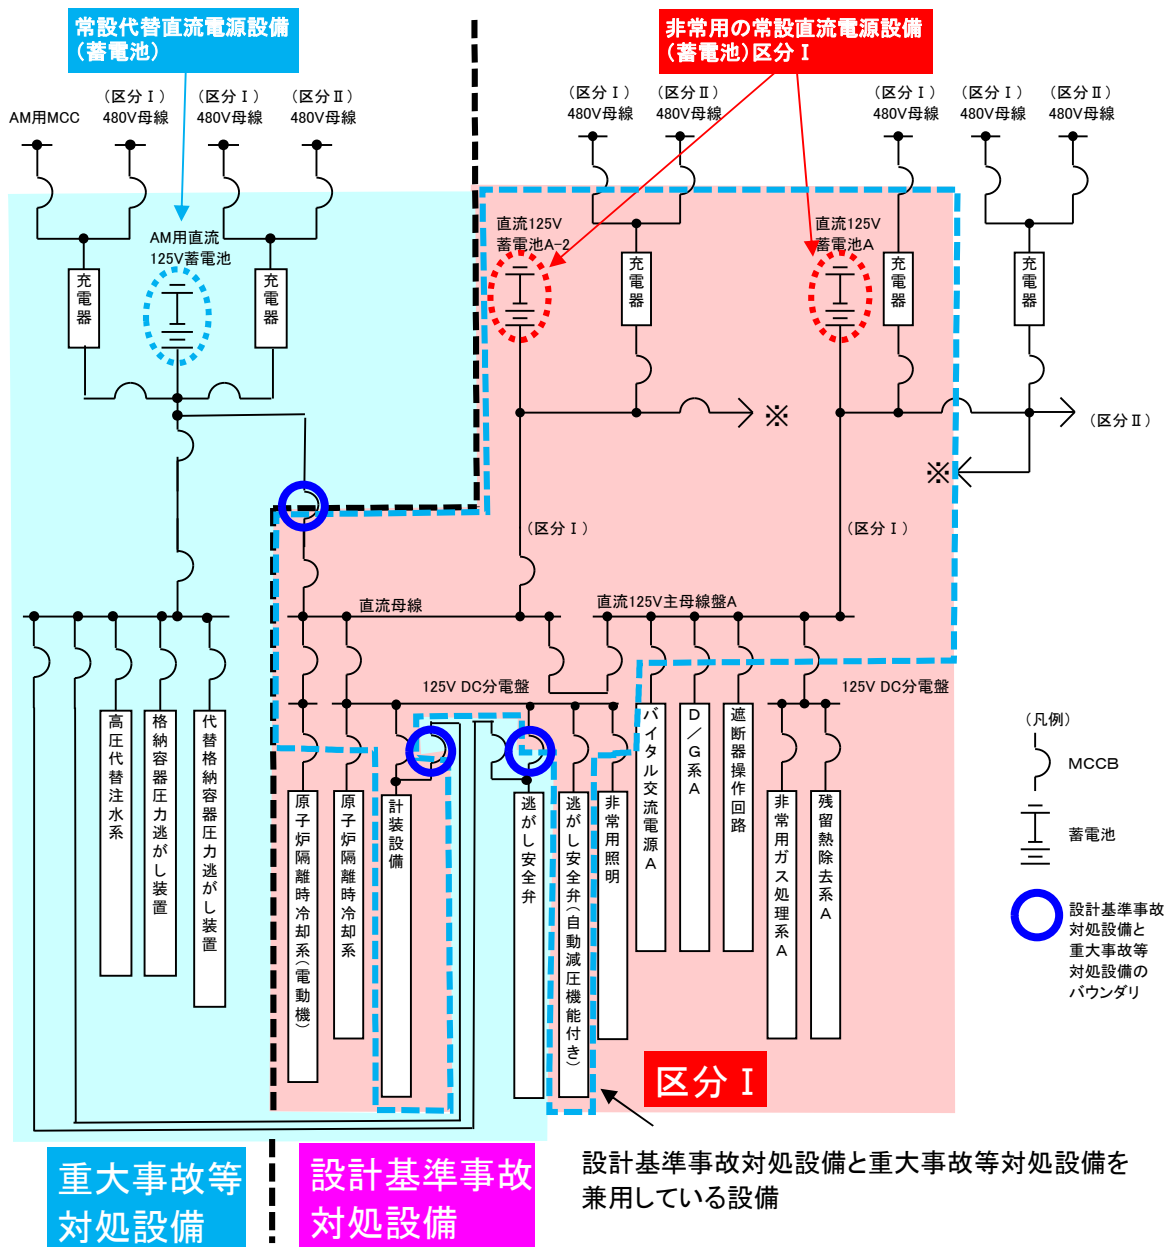 常設代替直流電源設備
（蓄電池）
非常用の常設直流電源設備
（蓄電池）区分Ⅰ
AM用MCC
（区分Ⅰ）
480V母線
（区分Ⅰ）
480V母線
（区分Ⅱ）
480V母線
（区分Ⅰ）
480V母線
（区分Ⅱ）
480V母線
（区分Ⅰ）
480V母線
（区分Ⅰ）
480V母線
（区分Ⅱ）
480V母線
AM用直流
125V蓄電池
直流125V
蓄電池A-2
直流125V
蓄電池A
充電器
充電器
充電器
充電器
充電器
※
（区分Ⅱ）
※
（区分Ⅰ）
（区分Ⅰ）
直流母線
直流125V主母線盤A
125V DC分電盤
125V DC分電盤
高圧代替注水系
格納容器圧力逃がし装置
代替格納容器圧力逃がし装置
原子炉隔離時冷却系（電動機）
原子炉隔離時冷却系
計装設備
逃がし安全弁
逃がし安全弁（自動減圧機能付き）
非常用照明
バイタル交流電源A
D／G系A
遮断器操作回路
非常用ガス処理系A
残留熱除去系A
（凡例）
MCCB
蓄電池
設計基準事故
対処設備と
重大事故等
対処設備の
バウンダリ
区分Ⅰ
重大事故等
対処設備
設計基準事故
対処設備
設計基準事故対処設備と重大事故等対処設備を
兼用している設備